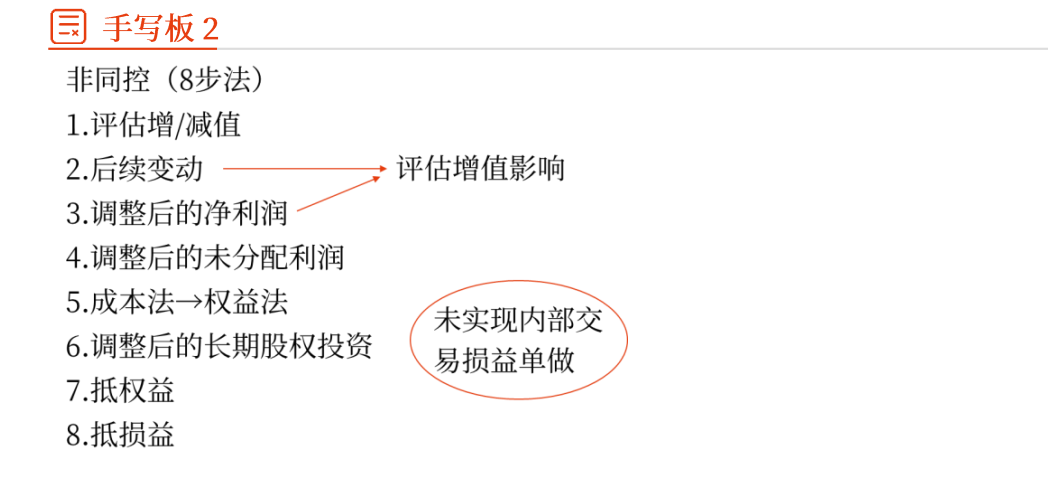 手写板 2
非同控（8步法）
1.评估增/减值
2.后续变动
评估增值影响
3.调整后的净利润
4.调整后的未分配利润
5.成本法→权益法
6.调整后的长期股权投资
未实现内部交
易损益单做
7.抵权益
8.抵损益